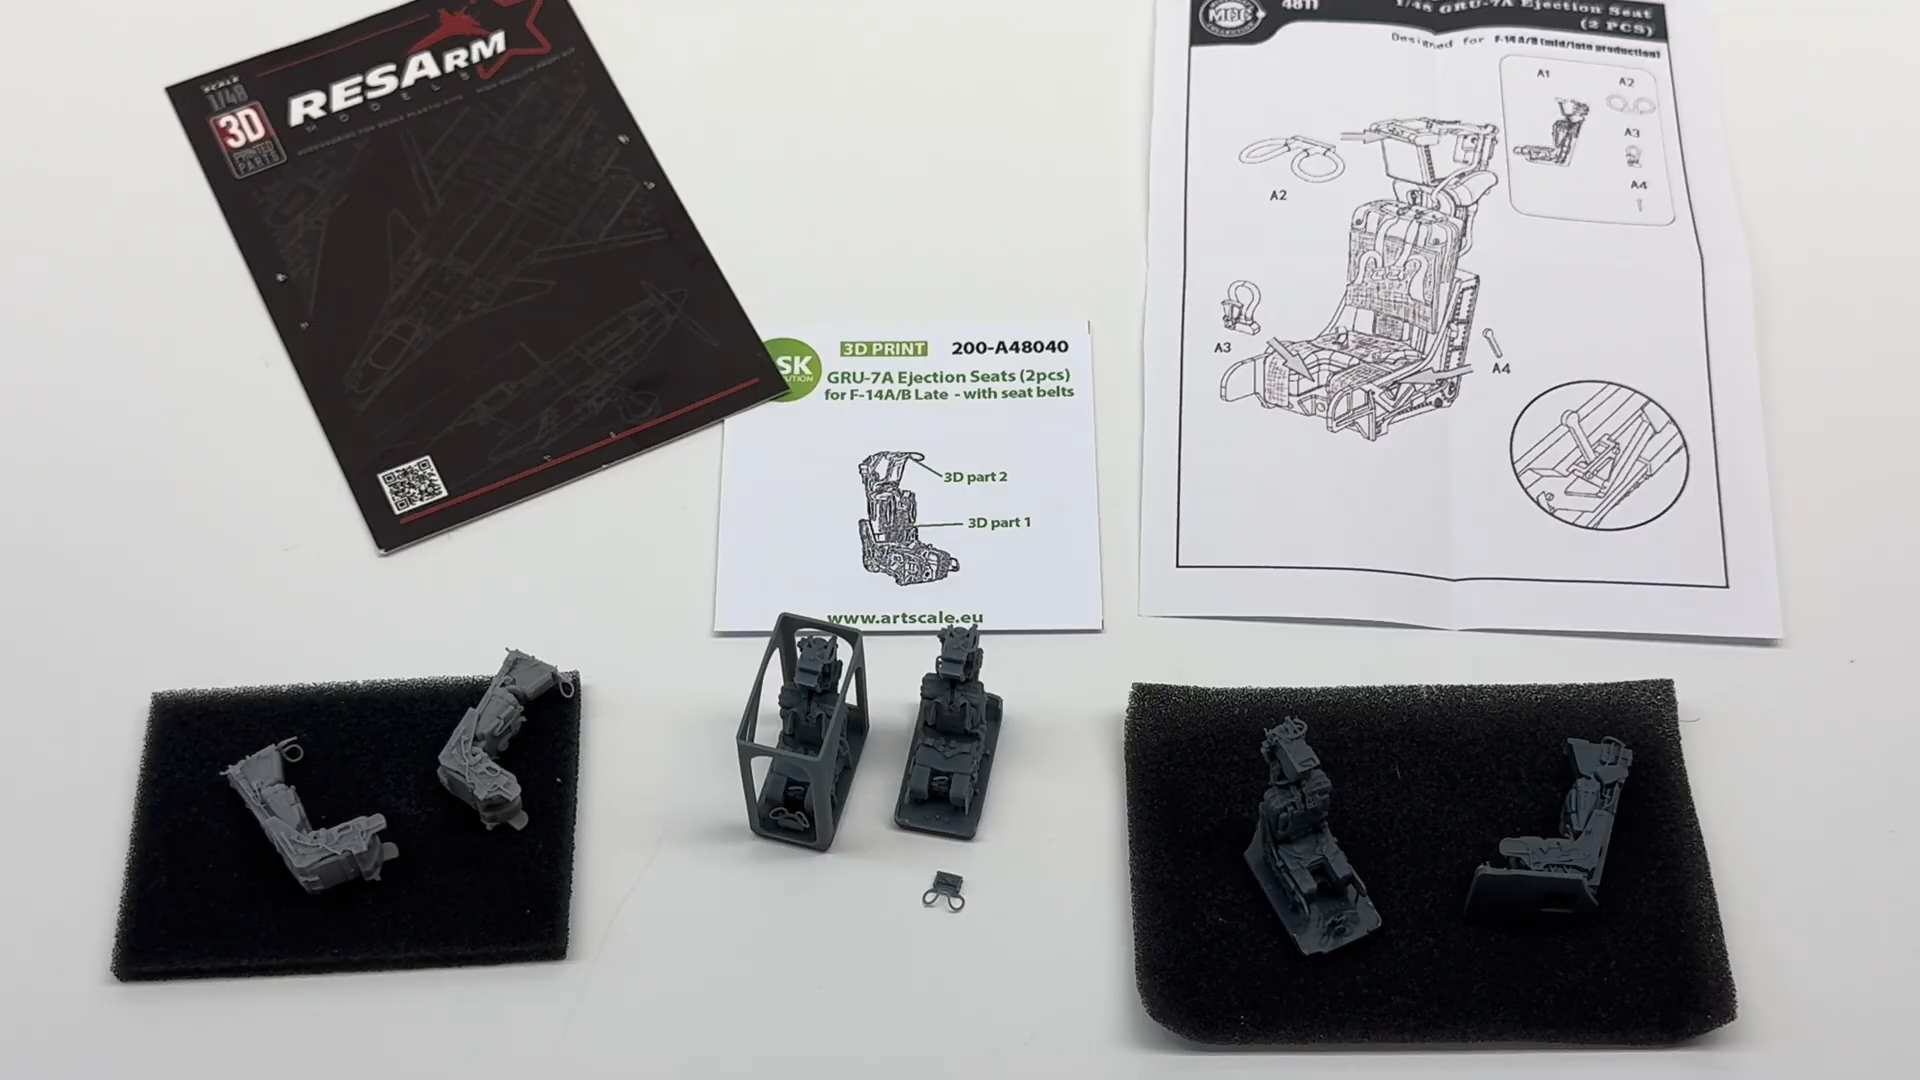 SCALE
1/48
3D
PRINTED
PARTS
RESARM
MODELS
SK
3D PRINT
200-A48040
GRU-7A Ejection Seats (2pcs)
for F-14A/B Late - with seat belts
3D part 2
3D part 1
www.artscale.eu
4811
1/48 GRU-7A Ejection Seat
(2 PCS)
Designed for F-14A/B (mid/late production)
A1
A2
A3
A4
A2
A3
A4